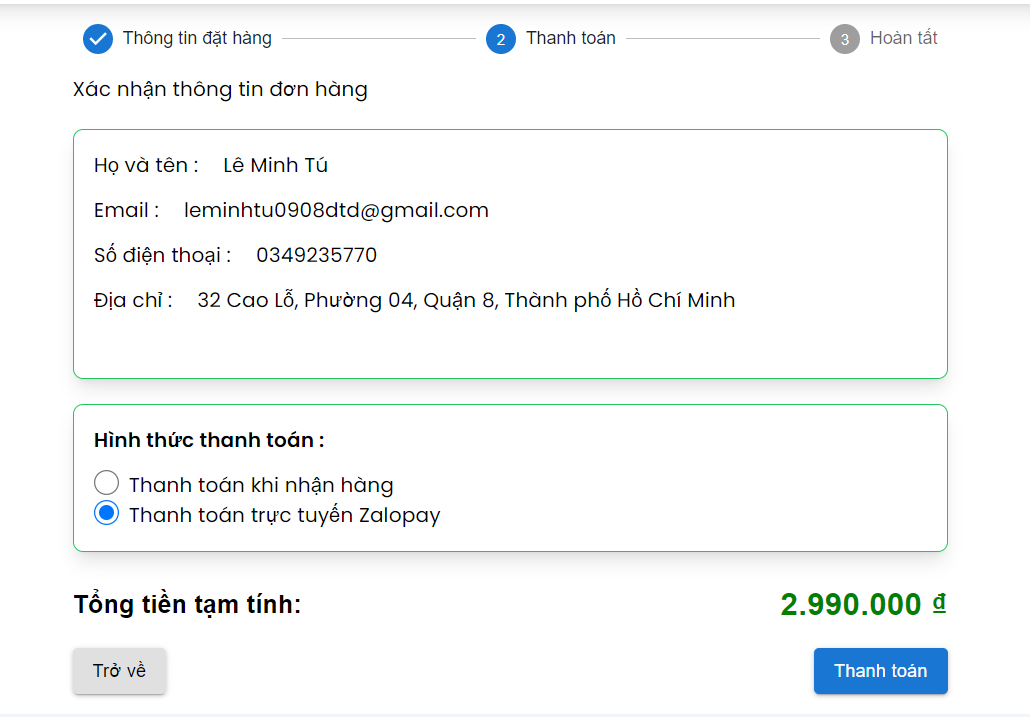 Thông tin đặt hàng 2 Thanh toán 3 Hoàn tất
Xác nhận thông tin đơn hàng
Họ và tên : Lê Minh Tú
Email : leminhtu0908dtd@gmail.com
Số điện thoại : 0349235770
Địa chỉ : 32 Cao Lỗ, Phường 04, Quận 8, Thành phố Hồ Chí Minh
Hình thức thanh toán :
Thanh toán khi nhận hàng
Thanh toán trực tuyến Zalopay
Tổng tiền tạm tính: 2.990.000 ₫
Trở về Thanh toán